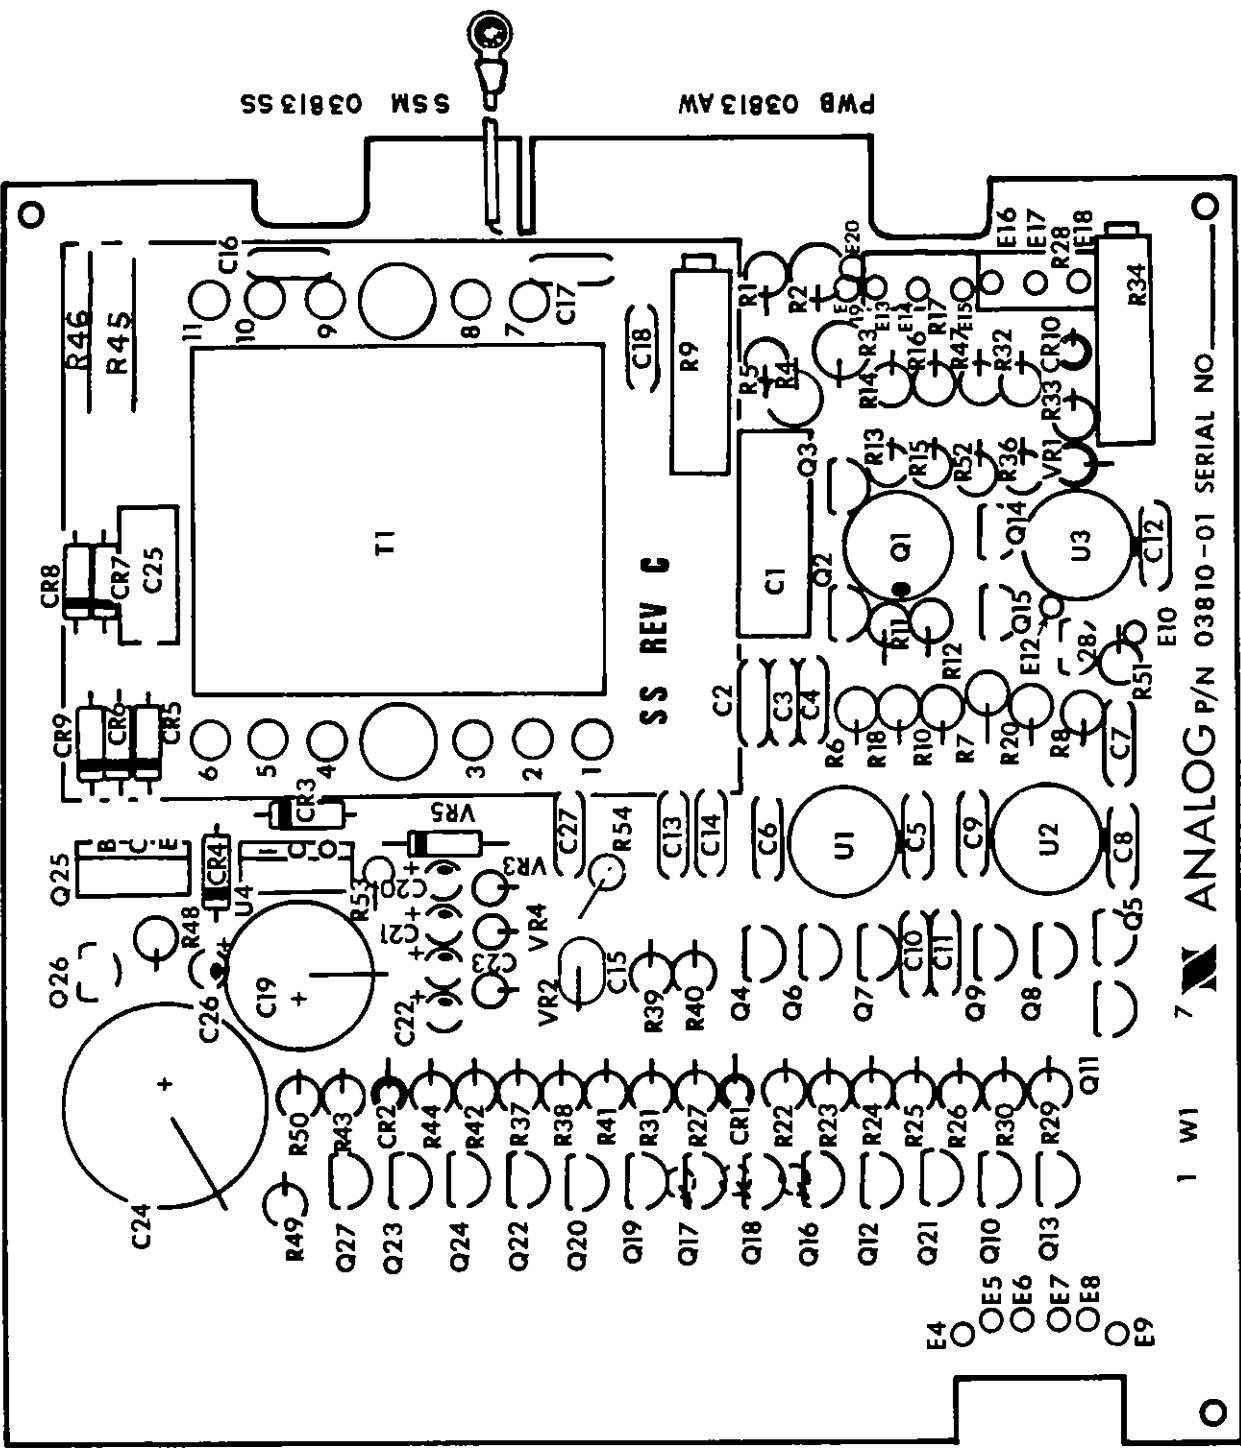 SSM 03813SS
PWB 03813AW
R46
R45
C16
11
10
9
8
7
C17
C18
R9
R1
R2
E20
E19
E13
E14
R17
E15
E16
E17
R28
E18
R34
R5
R4
R3
R14
R16
R47
R32
CR10
R33
CR8
CR7
C25
T1
Q3
R13
R15
R52
R36
VR1
C1
Q2
Q1
Q14
U3
C12
SS REV C
R11
R12
Q15
E12
28
E10
R51
CR9
CR6
CR5
6
5
4
3
2
1
C2
C3
C4
R6
R18
R10
R7
R20
R8
C7
CR3
VR5
C27
R54
C13
C14
C6
U1
C5
C9
U2
C8
Q25
B C E
CR4
U4
I C O
R53
C20
+
VR3
C21
+
VR4
C23
+
C22
+
VR2
C15
R39
R40
Q4
Q6
Q7
C10
C11
Q9
Q8
Q5
Q26
R48
C26
+
C19
+
C24
+
R50
R43
CR2
R44
R42
R37
R38
R41
R31
R27
CR1
R22
R23
R24
R25
R26
R30
R29
Q11
R49
Q27
Q23
Q24
Q22
Q20
Q19
Q17
Q18
Q16
Q12
Q21
Q10
Q13
E4
E5
E6
E7
E8
E9
1 W1 7 ANALOG P/N 03810-01 SERIAL NO